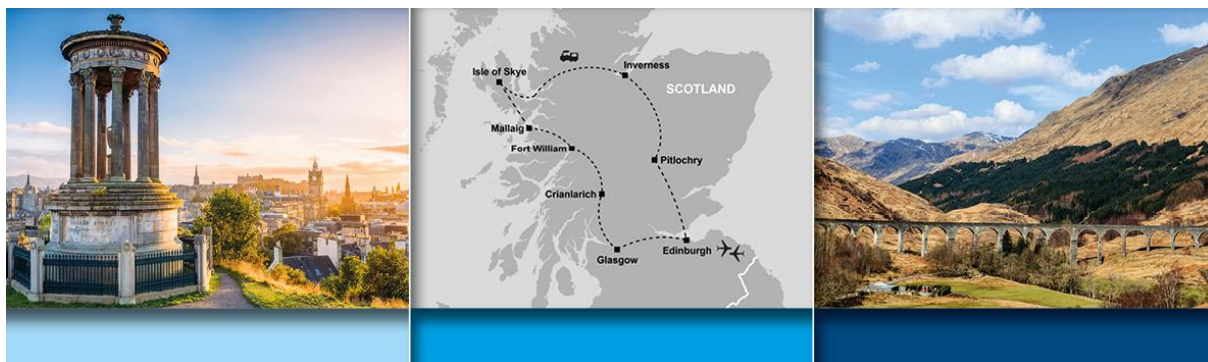 Isle of Skye
Inverness
SCOTLAND
Mallaig
Fort William
Pitlochry
Crianlarich
Glasgow
Edinburgh